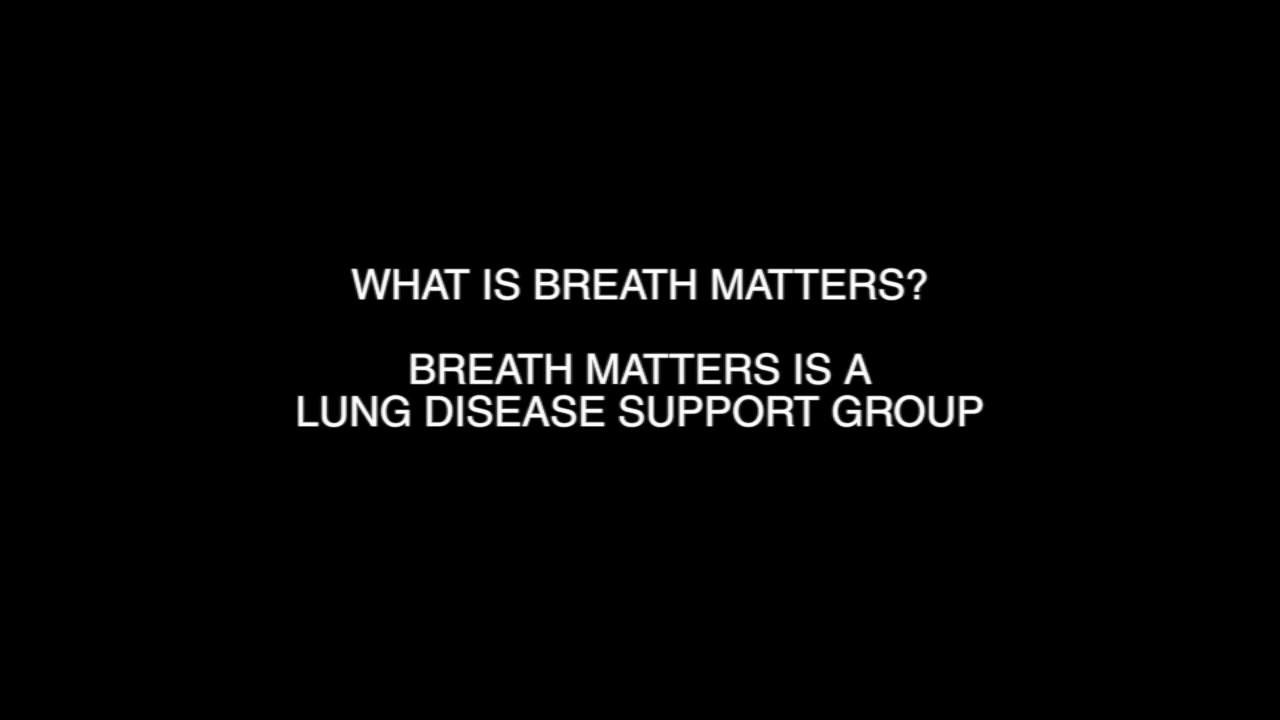 WHAT IS BREATH MATTERS?
BREATH MATTERS IS A
LUNG DISEASE SUPPORT GROUP